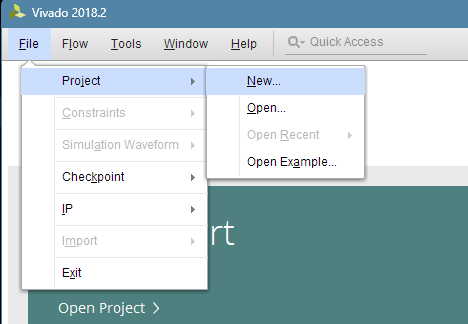 Vivado 2018.2
File Flow Tools Window Help Quick Access
Project
Constraints
Simulation Waveform
Checkpoint
IP
Import
Exit
New...
Open...
Open Recent
Open Example...
rt
Open Project >